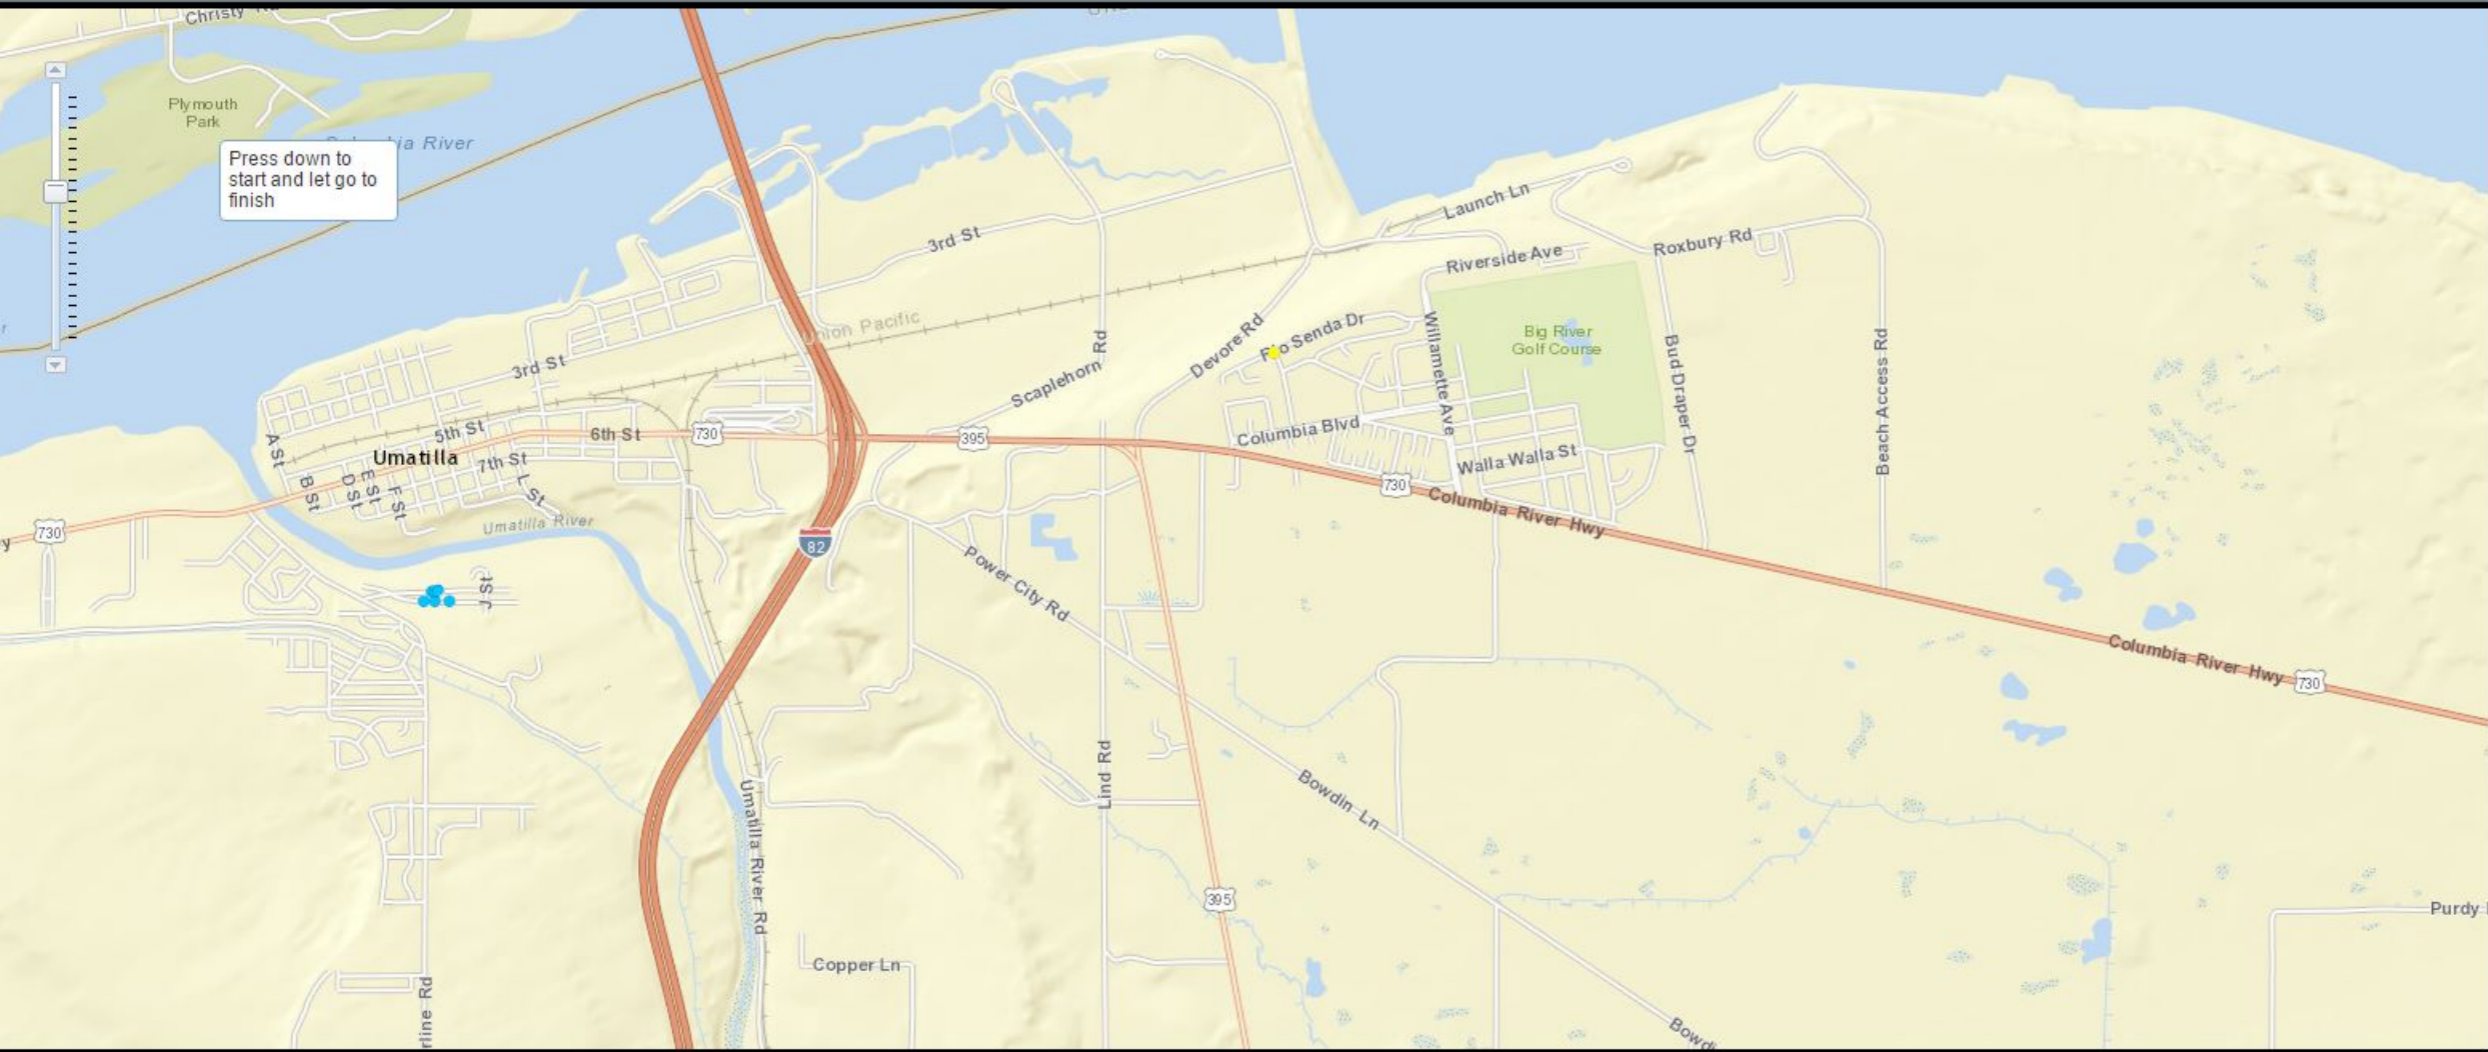 Christy
Plymouth
Park
ia River
Press down to
start and let go to
finish
Launch Ln
3rd St
Roxbury Rd
Riverside Ave
Union Pacific
Big River
Golf Course
Senda Dr
Devore Rd
Scaplehorn Rd
Willamette Ave
Bud Draper Dr
Beach Access Rd
3rd St
5th St
6th St
730
395
Columbia Blvd
A St
Umatilla
7th St
Walla Walla St
B St
D St
E St
F St
L St
730
Columbia River Hwy
Umatilla River
730
y
82
Power City Rd
J St
Columbia River Hwy
730
Lind Rd
Bowdin Ln
Umatilla River Rd
395
Purdy
Copper Ln
rline Rd
Bowdi